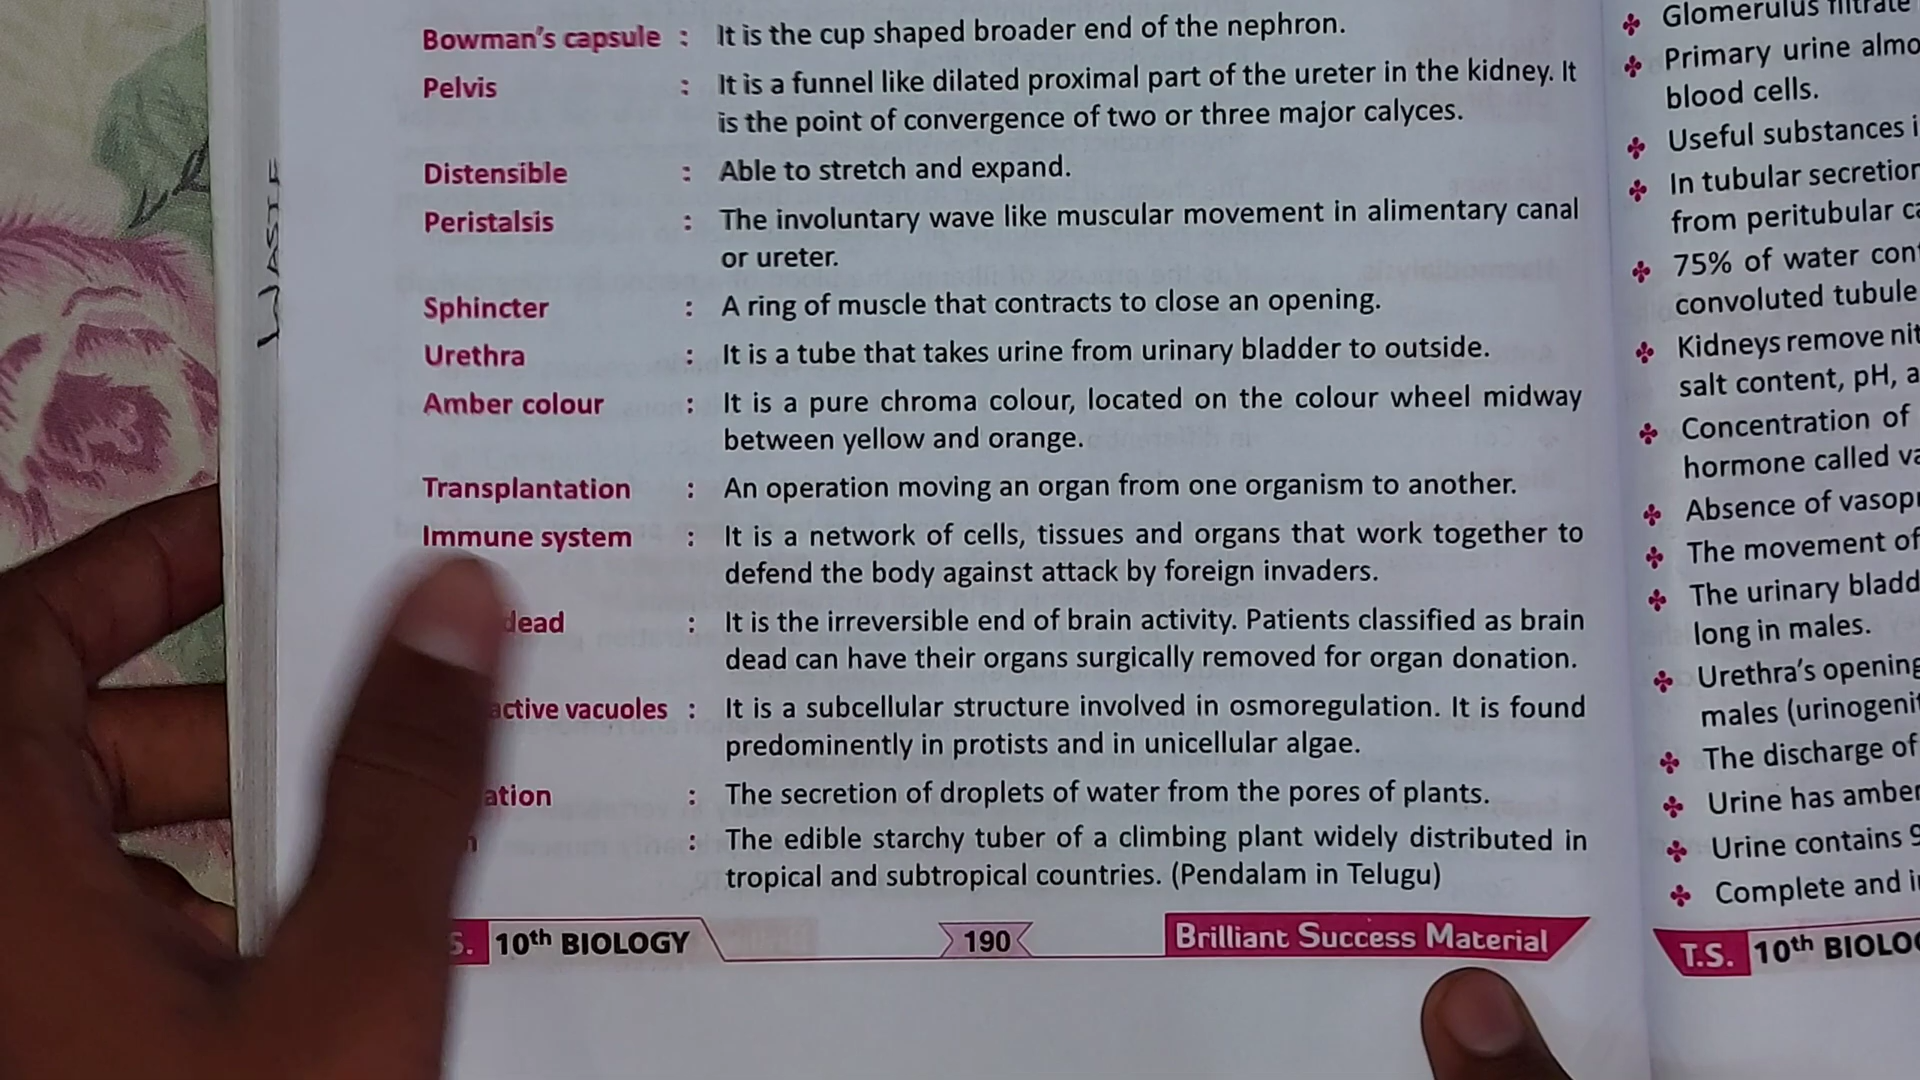 Bowman's capsule : It is the cup shaped broader end of the nephron.
Pelvis : It is a funnel like dilated proximal part of the ureter in the kidney. It
is the point of convergence of two or three major calyces.
Distensible : Able to stretch and expand.
Peristalsis : The involuntary wave like muscular movement in alimentary canal
or ureter.
Sphincter : A ring of muscle that contracts to close an opening.
Urethra : It is a tube that takes urine from urinary bladder to outside.
Amber colour : It is a pure chroma colour, located on the colour wheel midway
between yellow and orange.
Transplantation : An operation moving an organ from one organism to another.
Immune system : It is a network of cells, tissues and organs that work together to
defend the body against attack by foreign invaders.
dead : It is the irreversible end of brain activity. Patients classified as brain
dead can have their organs surgically removed for organ donation.
active vacuoles : It is a subcellular structure involved in osmoregulation. It is found
predominently in protists and in unicellular algae.
ation : The secretion of droplets of water from the pores of plants.
: The edible starchy tuber of a climbing plant widely distributed in
tropical and subtropical countries. (Pendalam in Telugu)
S. 10th BIOLOGY
190
Brilliant Success Material
WASTE
Glomerulus filtrate
Primary urine almo
blood cells.
Useful substances i
In tubular secretion
from peritubular ca
75% of water con
convoluted tubule
Kidneys remove nit
salt content, pH, a
Concentration of
hormone called va
Absence of vasopr
The movement of
The urinary bladd
long in males.
Urethra's opening
males (urinogenit
The discharge of
Urine has amber
Urine contains 9
Complete and i
T.S. 10th BIOLO